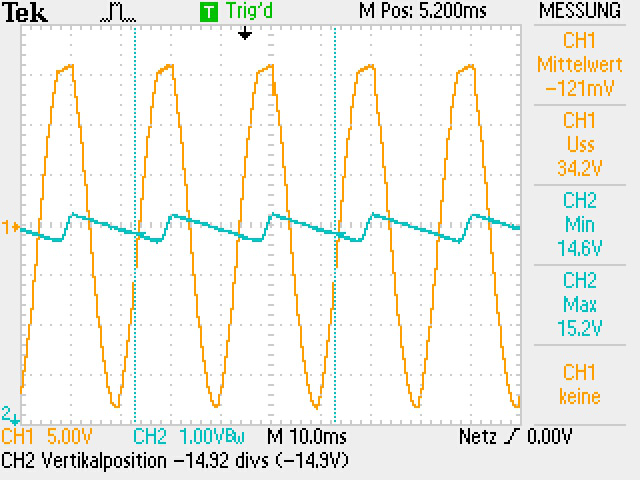 Tek T Trig'd M Pos: 5.200ms MESSUNG
CH1
Mittelwert
-121mV
CH1
Uss
34.2V
CH2
Min
14.6V
CH2
Max
15.2V
CH1
keine
1
2
CH1 5.00V CH2 1.00VBw M 10.0ms Netz 0.00V
CH2 Vertikalposition -14.92 divs (-14.9V)